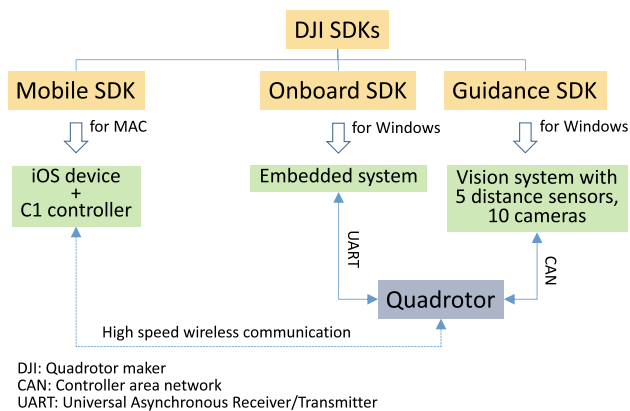 DJI SDKs
Mobile SDK
Onboard SDK
Guidance SDK
for MAC
for Windows
for Windows
iOS device
+
C1 controller
Embedded system
Vision system with
5 distance sensors,
10 cameras
UART
CAN
Quadrotor
High speed wireless communication
DJI: Quadrotor maker
CAN: Controller area network
UART: Universal Asynchronous Receiver/Transmitter